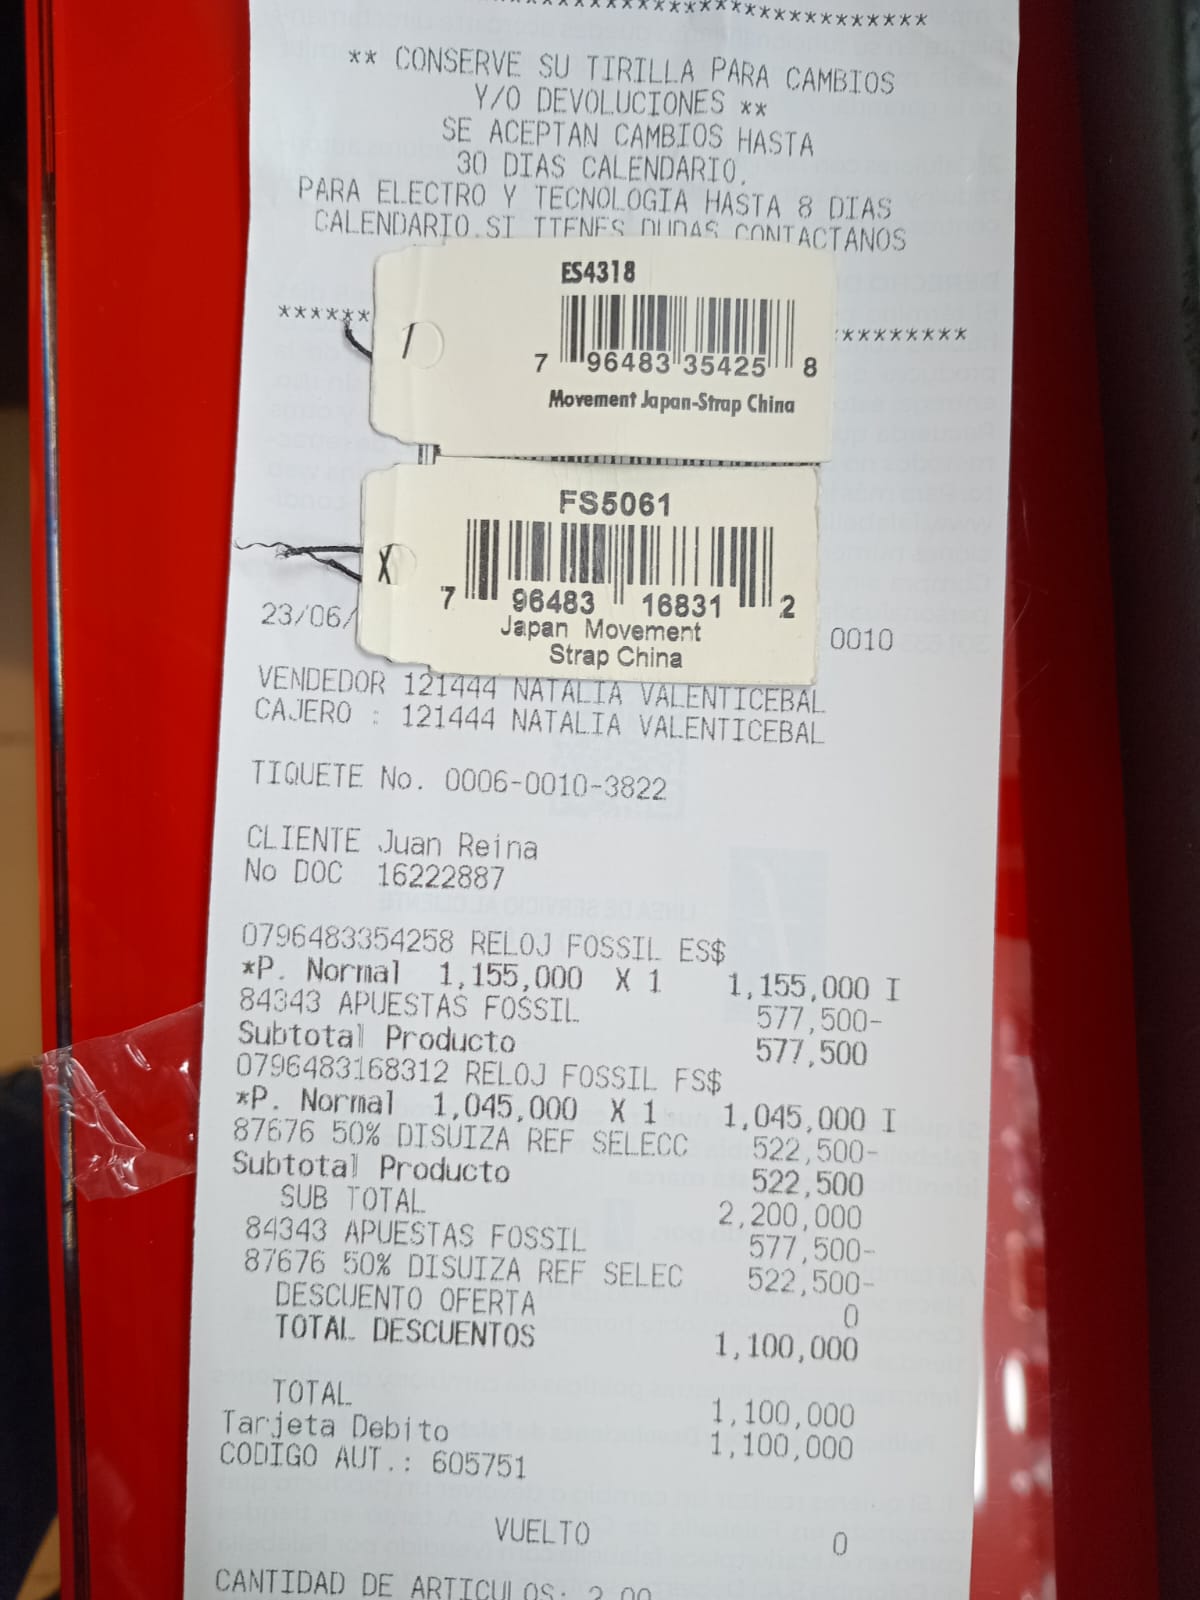 ** CONSERVE SU TIRILLA PARA CAMBIOS
Y/O DEVOLUCIONES **
SE ACEPTAN CAMBIOS HASTA
30 DIAS CALENDARIO.
PARA ELECTRO Y TECNOLOGIA HASTA 8 DIAS
CALENDARIO.SI TIENES DUDAS CONTACTANOS
ES4318
7 96483 35425 8
Movement Japan-Strap China
FS5061
7 96483 16831 2
Japan Movement
Strap China
23/06/ 0010
VENDEDOR 121444 NATALIA VALENTICEBAL
CAJERO : 121444 NATALIA VALENTICEBAL
TIQUETE No. 0006-0010-3822
CLIENTE Juan Reina
No DOC 16222887
0796483354258 RELOJ FOSSIL ES$
*P. Normal 1,155,000 X 1 1,155,000 I
84343 APUESTAS FOSSIL 577,500-
Subtotal Producto 577,500
0796483168312 RELOJ FOSSIL FS$
*P. Normal 1,045,000 X 1 1,045,000 I
87676 50% DISUIZA REF SELECC 522,500-
Subtotal Producto 522,500
SUB TOTAL 2,200,000
84343 APUESTAS FOSSIL 577,500-
87676 50% DISUIZA REF SELEC 522,500-
DESCUENTO OFERTA 0
TOTAL DESCUENTOS 1,100,000
TOTAL 1,100,000
Tarjeta Debito 1,100,000
CODIGO AUT.: 605751
VUELTO 0
CANTIDAD DE ARTICULOS: 2.00